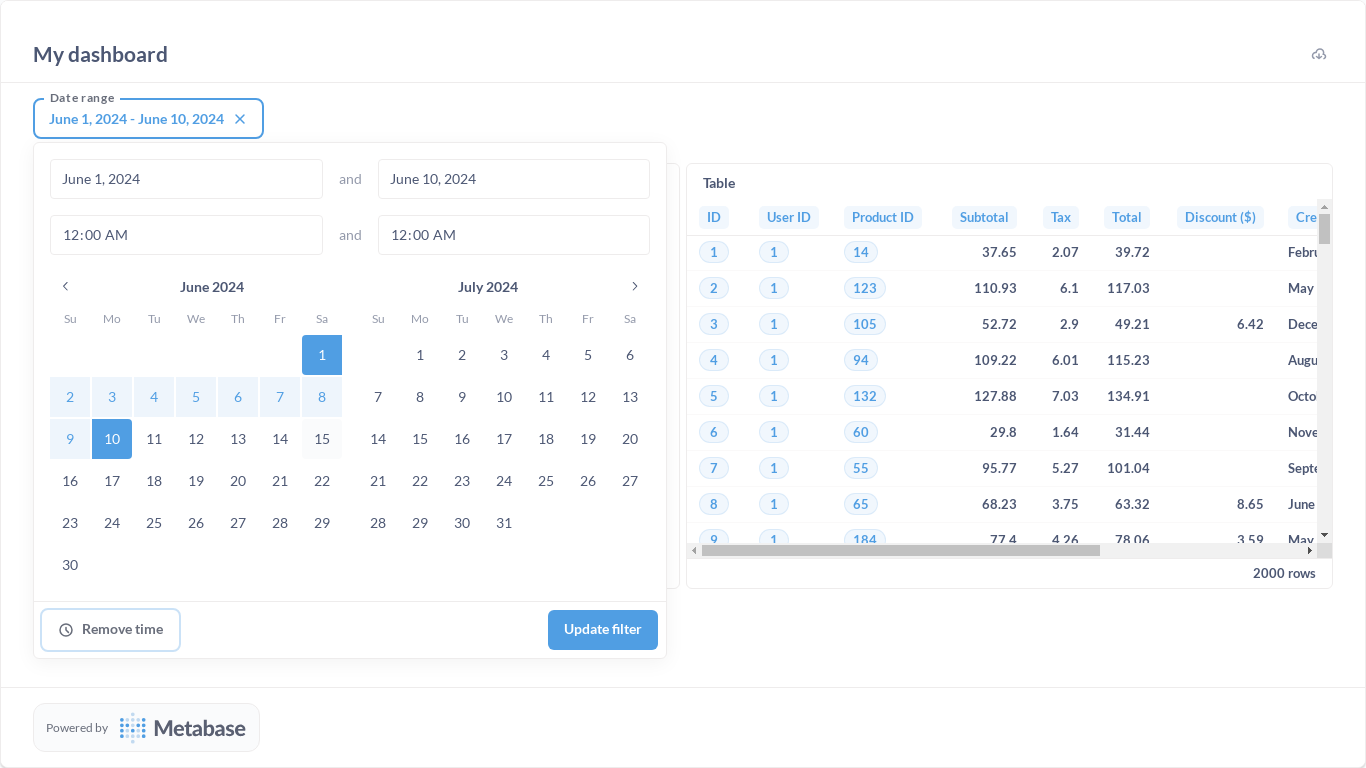 My dashboard
Date range
June 1, 2024 - June 10, 2024
June 1, 2024 and June 10, 2024
12:00 AM and 12:00 AM
June 2024
Su Mo Tu We Th Fr Sa
1
2 3 4 5 6 7 8
9 10 11 12 13 14 15
16 17 18 19 20 21 22
23 24 25 26 27 28 29
30
July 2024
Su Mo Tu We Th Fr Sa
1 2 3 4 5 6
7 8 9 10 11 12 13
14 15 16 17 18 19 20
21 22 23 24 25 26 27
28 29 30 31
Remove time
Update filter
Table
ID User ID Product ID Subtotal Tax Total Discount ($) Cre
1 1 14 37.65 2.07 39.72 Febru
2 1 123 110.93 6.1 117.03 May
3 1 105 52.72 2.9 49.21 6.42 Dece
4 1 94 109.22 6.01 115.23 Augu
5 1 132 127.88 7.03 134.91 Octo
6 1 60 29.8 1.64 31.44 Nove
7 1 55 95.77 5.27 101.04 Septe
8 1 65 68.23 3.75 63.32 8.65 June
9 1 184 77.4 4.26 78.06 3.59 May
2000 rows
Powered by Metabase